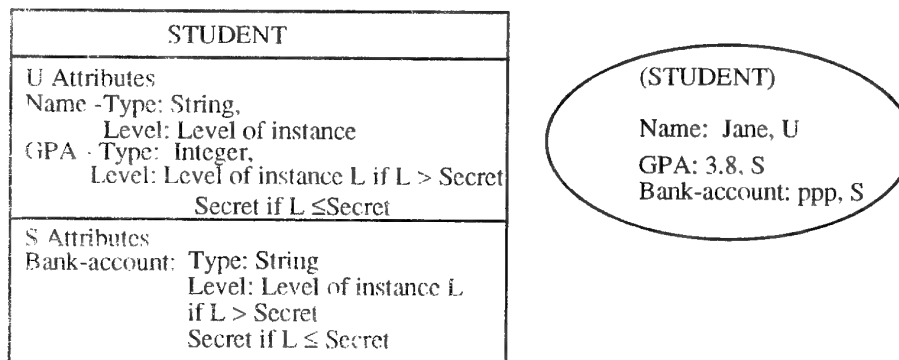 STUDENT
U Attributes
Name -Type: String,
Level: Level of instance
GPA - Type: Integer,
Level: Level of instance L if L > Secret
Secret if L ≤Secret
S Attributes
Bank-account: Type: String
Level: Level of instance L
if L > Secret
Secret if L ≤ Secret
(STUDENT)
Name: Jane, U
GPA: 3.8, S
Bank-account: ppp, S